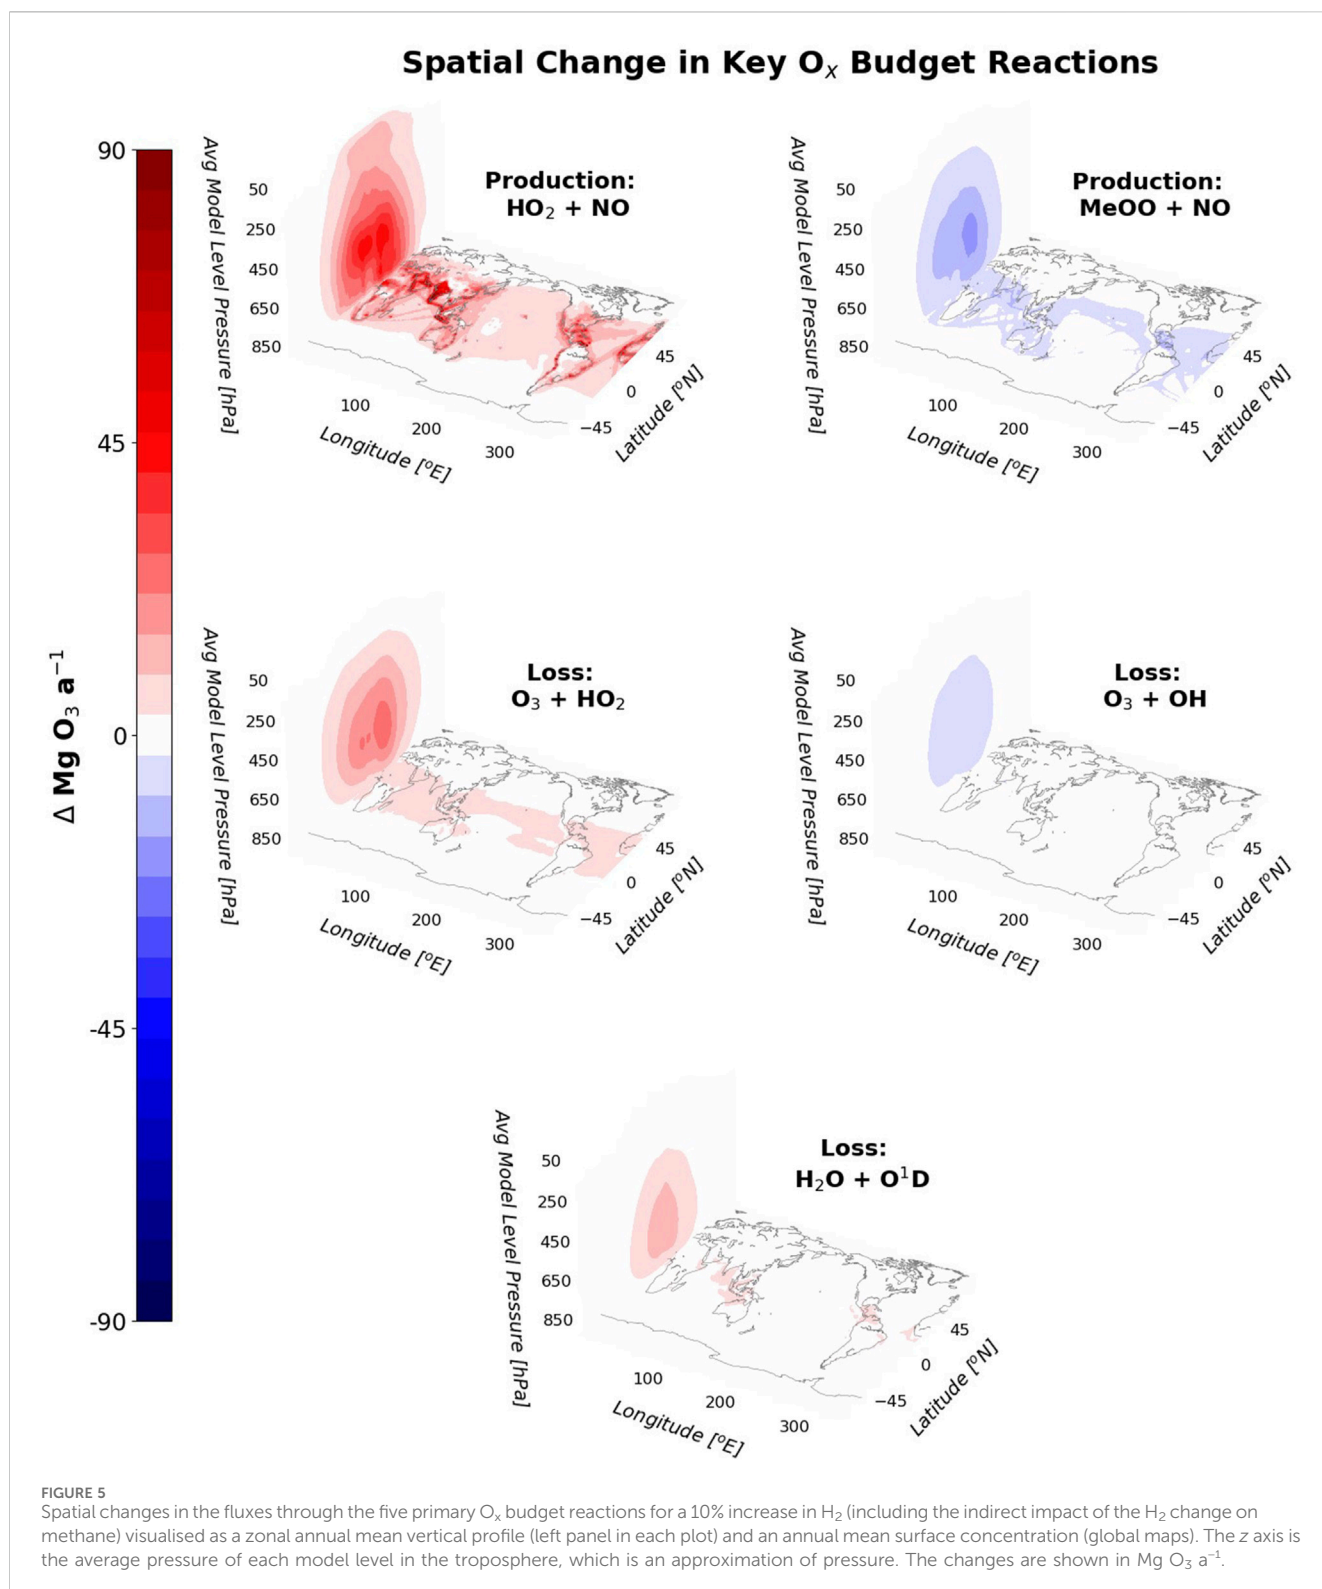 Spatial Change in Key Oₓ Budget Reactions
90
45
0
-45
-90
Δ Mg O₃ a⁻¹
Avg Model Level Pressure [hPa]
50
250
450
650
850
Production:
HO₂ + NO
100
200
300
Longitude [°E]
45
0
−45
Latitude [°N]
Avg Model Level Pressure [hPa]
50
250
450
650
850
Production:
MeOO + NO
100
200
300
Longitude [°E]
45
0
−45
Latitude [°N]
Avg Model Level Pressure [hPa]
50
250
450
650
850
Loss:
O₃ + HO₂
100
200
300
Longitude [°E]
45
0
−45
Latitude [°N]
Avg Model Level Pressure [hPa]
50
250
450
650
850
Loss:
O₃ + OH
100
200
300
Longitude [°E]
45
0
−45
Latitude [°N]
Avg Model Level Pressure [hPa]
50
250
450
650
850
Loss:
H₂O + O¹D
100
200
300
Longitude [°E]
45
0
−45
Latitude [°N]
FIGURE 5
Spatial changes in the fluxes through the five primary Oₓ budget reactions for a 10% increase in H₂ (including the indirect impact of the H₂ change on
methane) visualised as a zonal annual mean vertical profile (left panel in each plot) and an annual mean surface concentration (global maps). The z axis is
the average pressure of each model level in the troposphere, which is an approximation of pressure. The changes are shown in Mg O₃ a⁻¹.